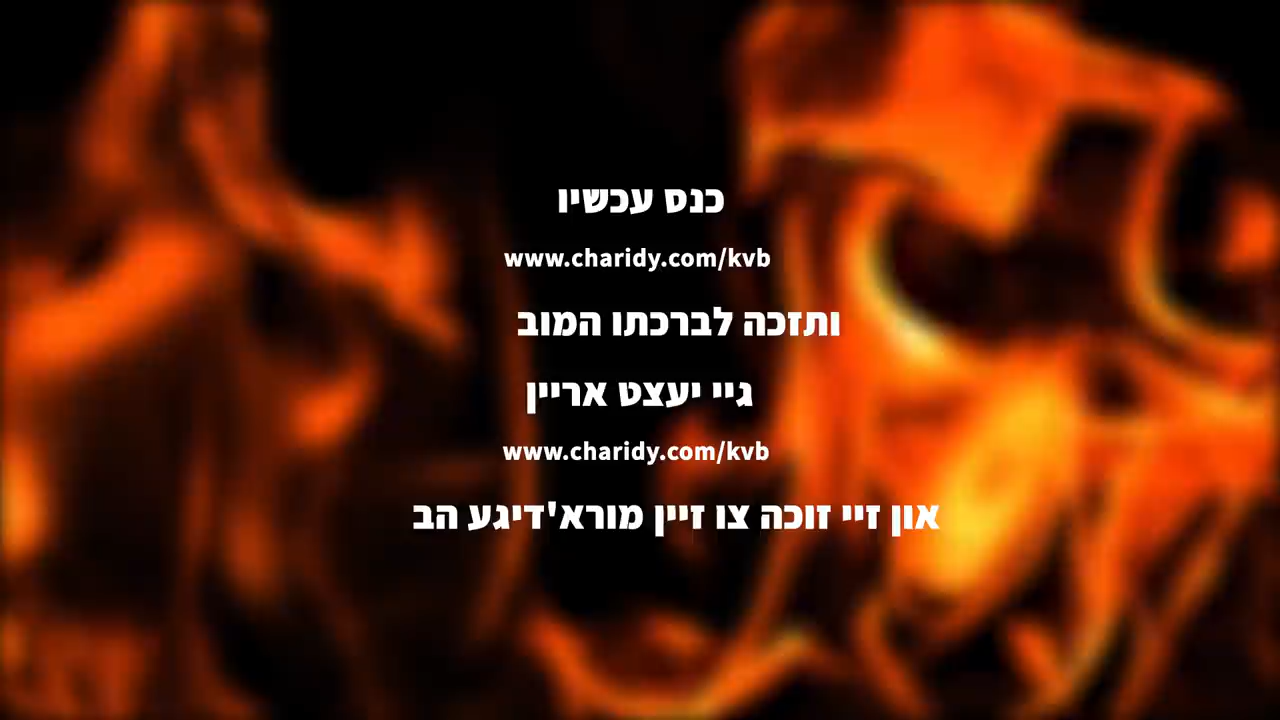 כנס עכשיו
www.charidy.com/kvb
ותזכה לברכתו המוב
גיי יעצט אריין
www.charidy.com/kvb
און זיי זוכה צו זיין מורא'דיגע הב